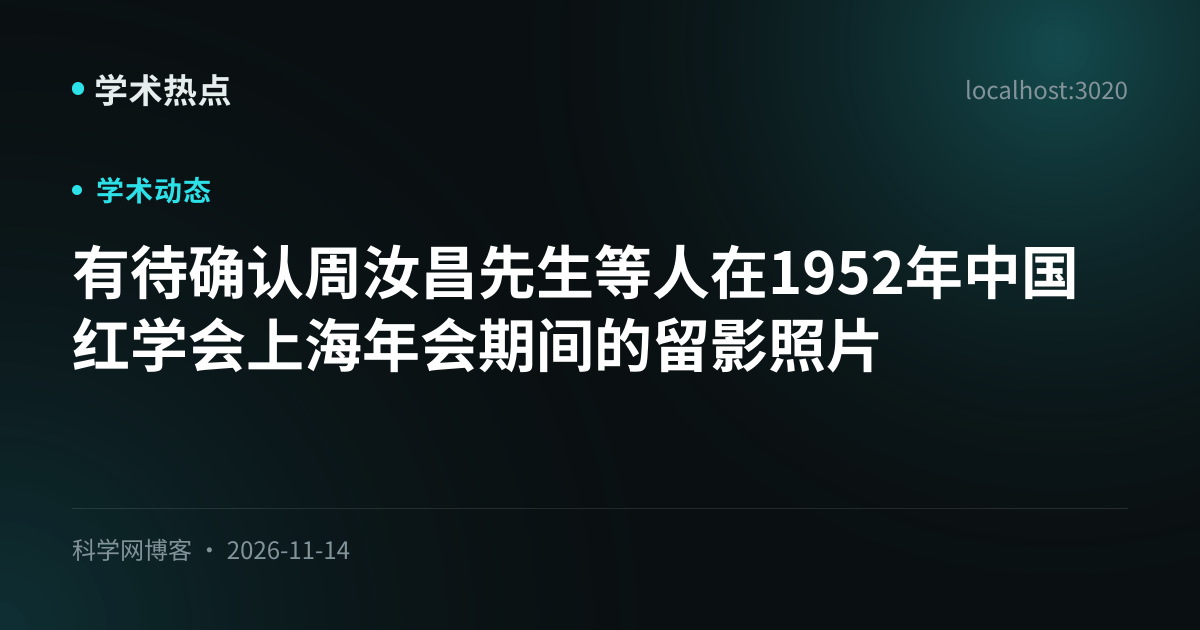 学术热点
localhost:3020
学术动态
有待确认周汝昌先生等人在1952年中国
红学会上海年会期间的留影照片
科学网博客 · 2026-11-14